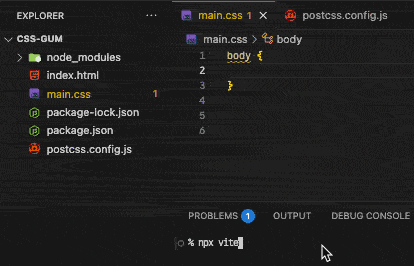 EXPLORER
CSS-GUM
node_modules
index.html
main.css 1
package-lock.json
package.json
postcss.config.js
main.css 1 ×
postcss.config.js
main.css > body
1 body {
2
3 }
4
5
6
PROBLEMS 1 OUTPUT DEBUG CONSOLE
% npx vite